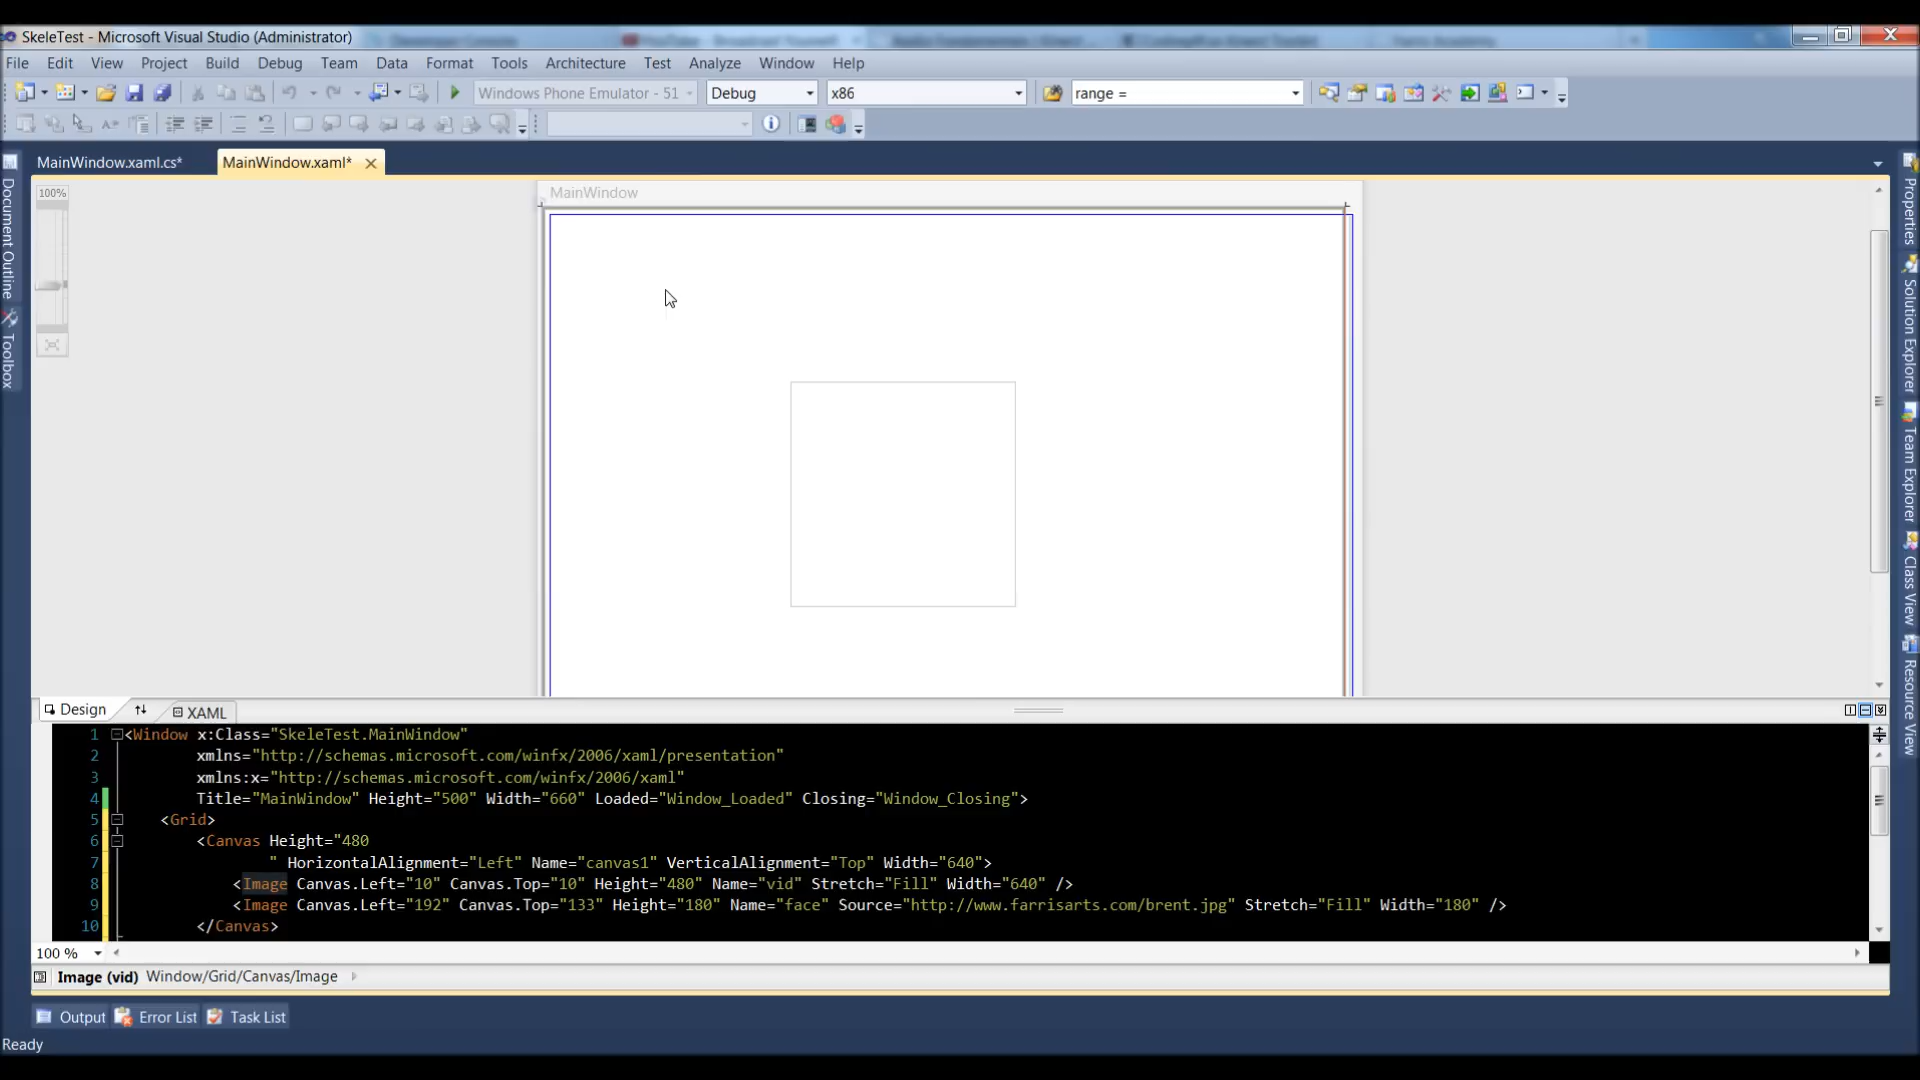 SkeleTest - Microsoft Visual Studio (Administrator)
File Edit View Project Build Debug Team Data Format Tools Architecture Test Analyze Window Help
Windows Phone Emulator - 51 Debug x86 range =
MainWindow.xaml.cs* MainWindow.xaml*
100%
MainWindow
Document Outline
Toolbox
Properties
Solution Explorer
Team Explorer
Class View
Resource View
Design XAML
1 <Window x:Class="SkeleTest.MainWindow"
2 xmlns="http://schemas.microsoft.com/winfx/2006/xaml/presentation"
3 xmlns:x="http://schemas.microsoft.com/winfx/2006/xaml"
4 Title="MainWindow" Height="500" Width="660" Loaded="Window_Loaded" Closing="Window_Closing">
5 <Grid>
6 <Canvas Height="480
7 " HorizontalAlignment="Left" Name="canvas1" VerticalAlignment="Top" Width="640">
8 <Image Canvas.Left="10" Canvas.Top="10" Height="480" Name="vid" Stretch="Fill" Width="640" />
9 <Image Canvas.Left="192" Canvas.Top="133" Height="180" Name="face" Source="http://www.farrisarts.com/brent.jpg" Stretch="Fill" Width="180" />
10 </Canvas>
100 %
Image (vid) Window/Grid/Canvas/Image
Output Error List Task List
Ready